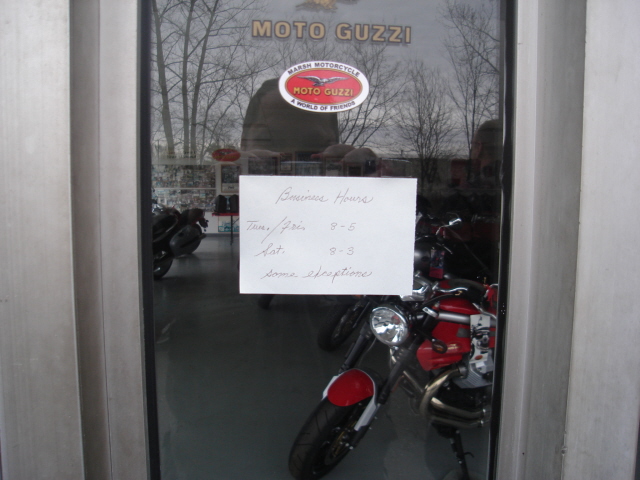 MOTO GUZZI
MARSH MOTORCYCLE
MOTO GUZZI
A WORLD OF FRIENDS
Business Hours
Tues./Fri. 8-5
Sat. 8-3
some exceptions